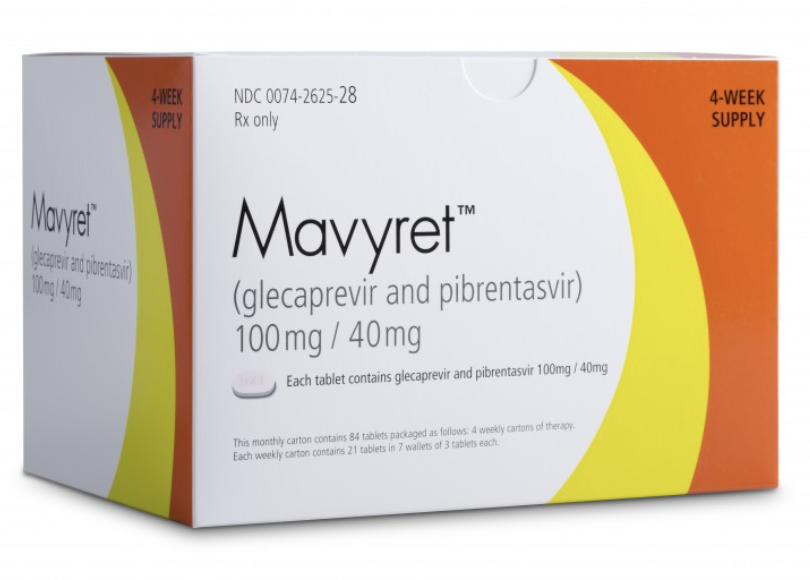 4-WEEK
SUPPLY
Mavyret™
(glecaprevir and pibrentasvir)
100mg / 40mg
NDC 0074-2625-28
Rx only
4-WEEK
SUPPLY
Mavyret™
(glecaprevir and pibrentasvir)
100mg / 40mg
Each tablet contains glecaprevir and pibrentasvir 100mg / 40mg
This monthly carton contains 84 tablets packaged as follows: 4 weekly cartons of therapy.
Each weekly carton contains 21 tablets in 7 wallets of 3 tablets each.